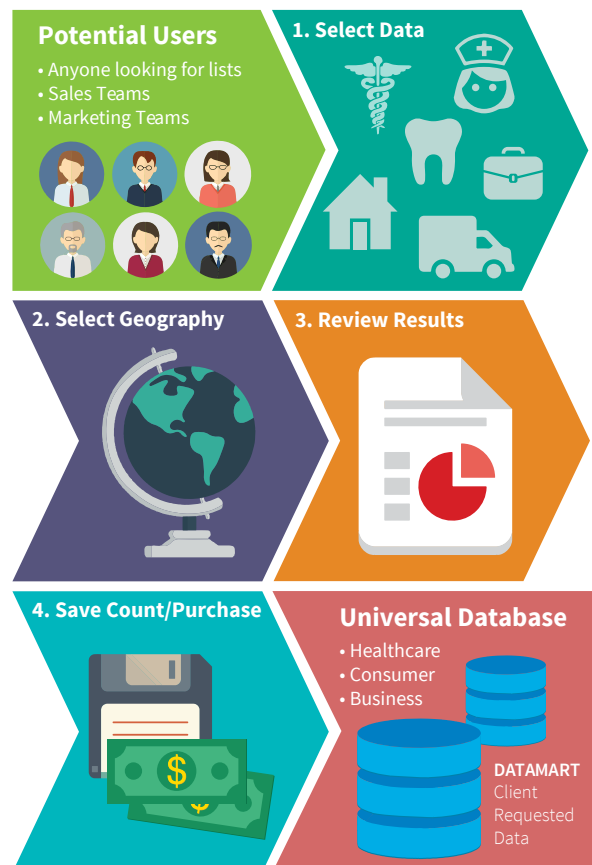 Potential Users
• Anyone looking for lists
• Sales Teams
• Marketing Teams
1. Select Data
2. Select Geography
3. Review Results
4. Save Count/Purchase
$
$
Universal Database
• Healthcare
• Consumer
• Business
DATAMART
Client
Requested
Data